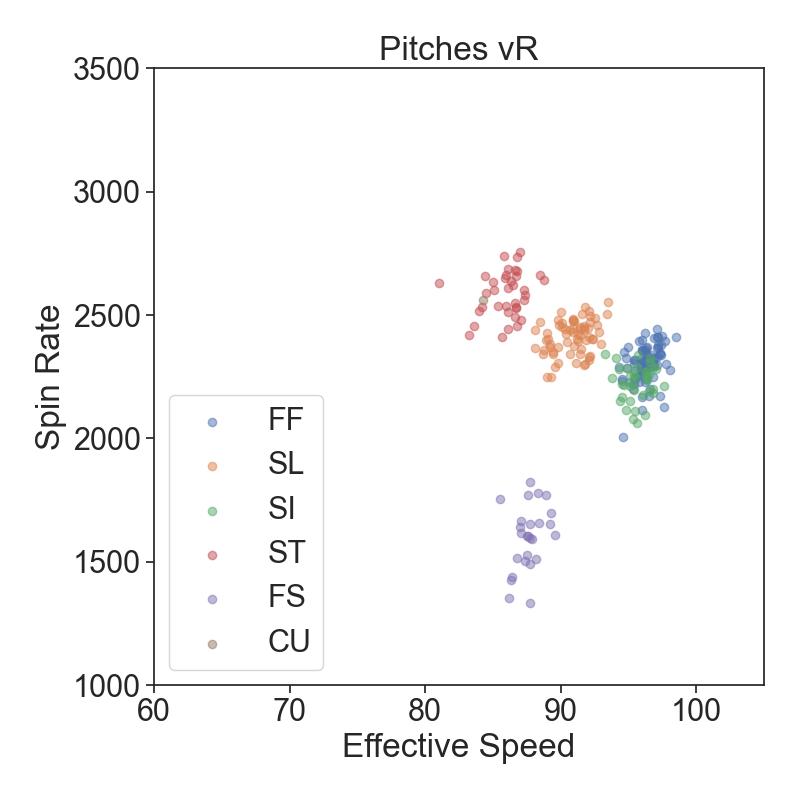 Pitches vR
3500
3000
2500
2000
1500
1000
Spin Rate
FF
SL
SI
ST
FS
CU
60 70 80 90 100
Effective Speed